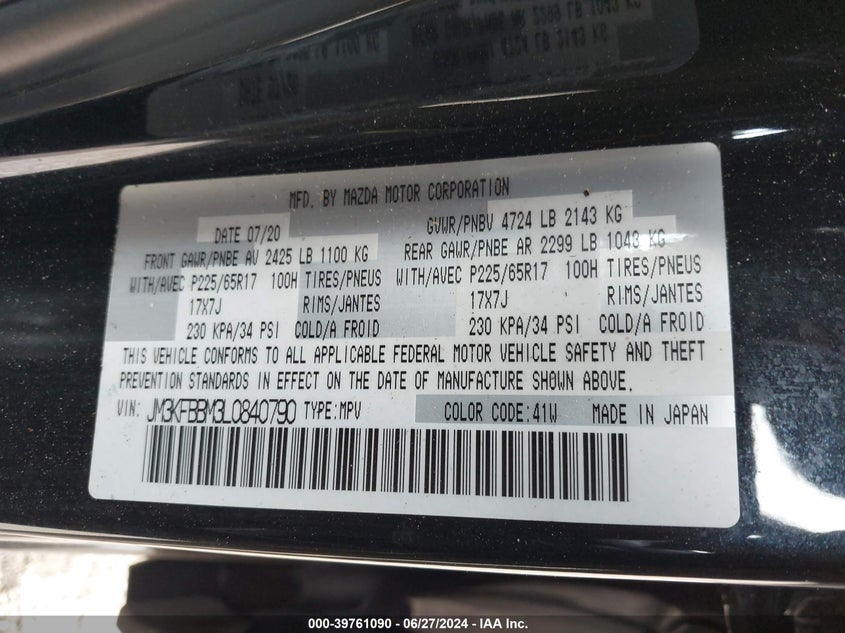 MFD. BY MAZDA MOTOR CORPORATION
DATE 07/20 GVWR/PNBV 4724 LB 2143 KG
FRONT GAWR/PNBE AV 2425 LB 1100 KG REAR GAWR/PNBE AR 2299 LB 1048 KG
WITH/AVEC P225/65R17 100H TIRES/PNEUS WITH/AVEC P225/65R17 100H TIRES/PNEUS
17X7J RIMS/JANTES 17X7J RIMS/JANTES
230 KPA/34 PSI COLD/A FROID 230 KPA/34 PSI COLD/A FROID
THIS VEHICLE CONFORMS TO ALL APPLICABLE FEDERAL MOTOR VEHICLE SAFETY AND THEFT
PREVENTION STANDARDS IN EFFECT ON THE DATE OF MANUFACTURE SHOWN ABOVE.
VIN: JM3KFBBM3L0840790 TYPE:MPV COLOR CODE:41W MADE IN JAPAN
000-39761090 - 06/27/2024 - IAA Inc.